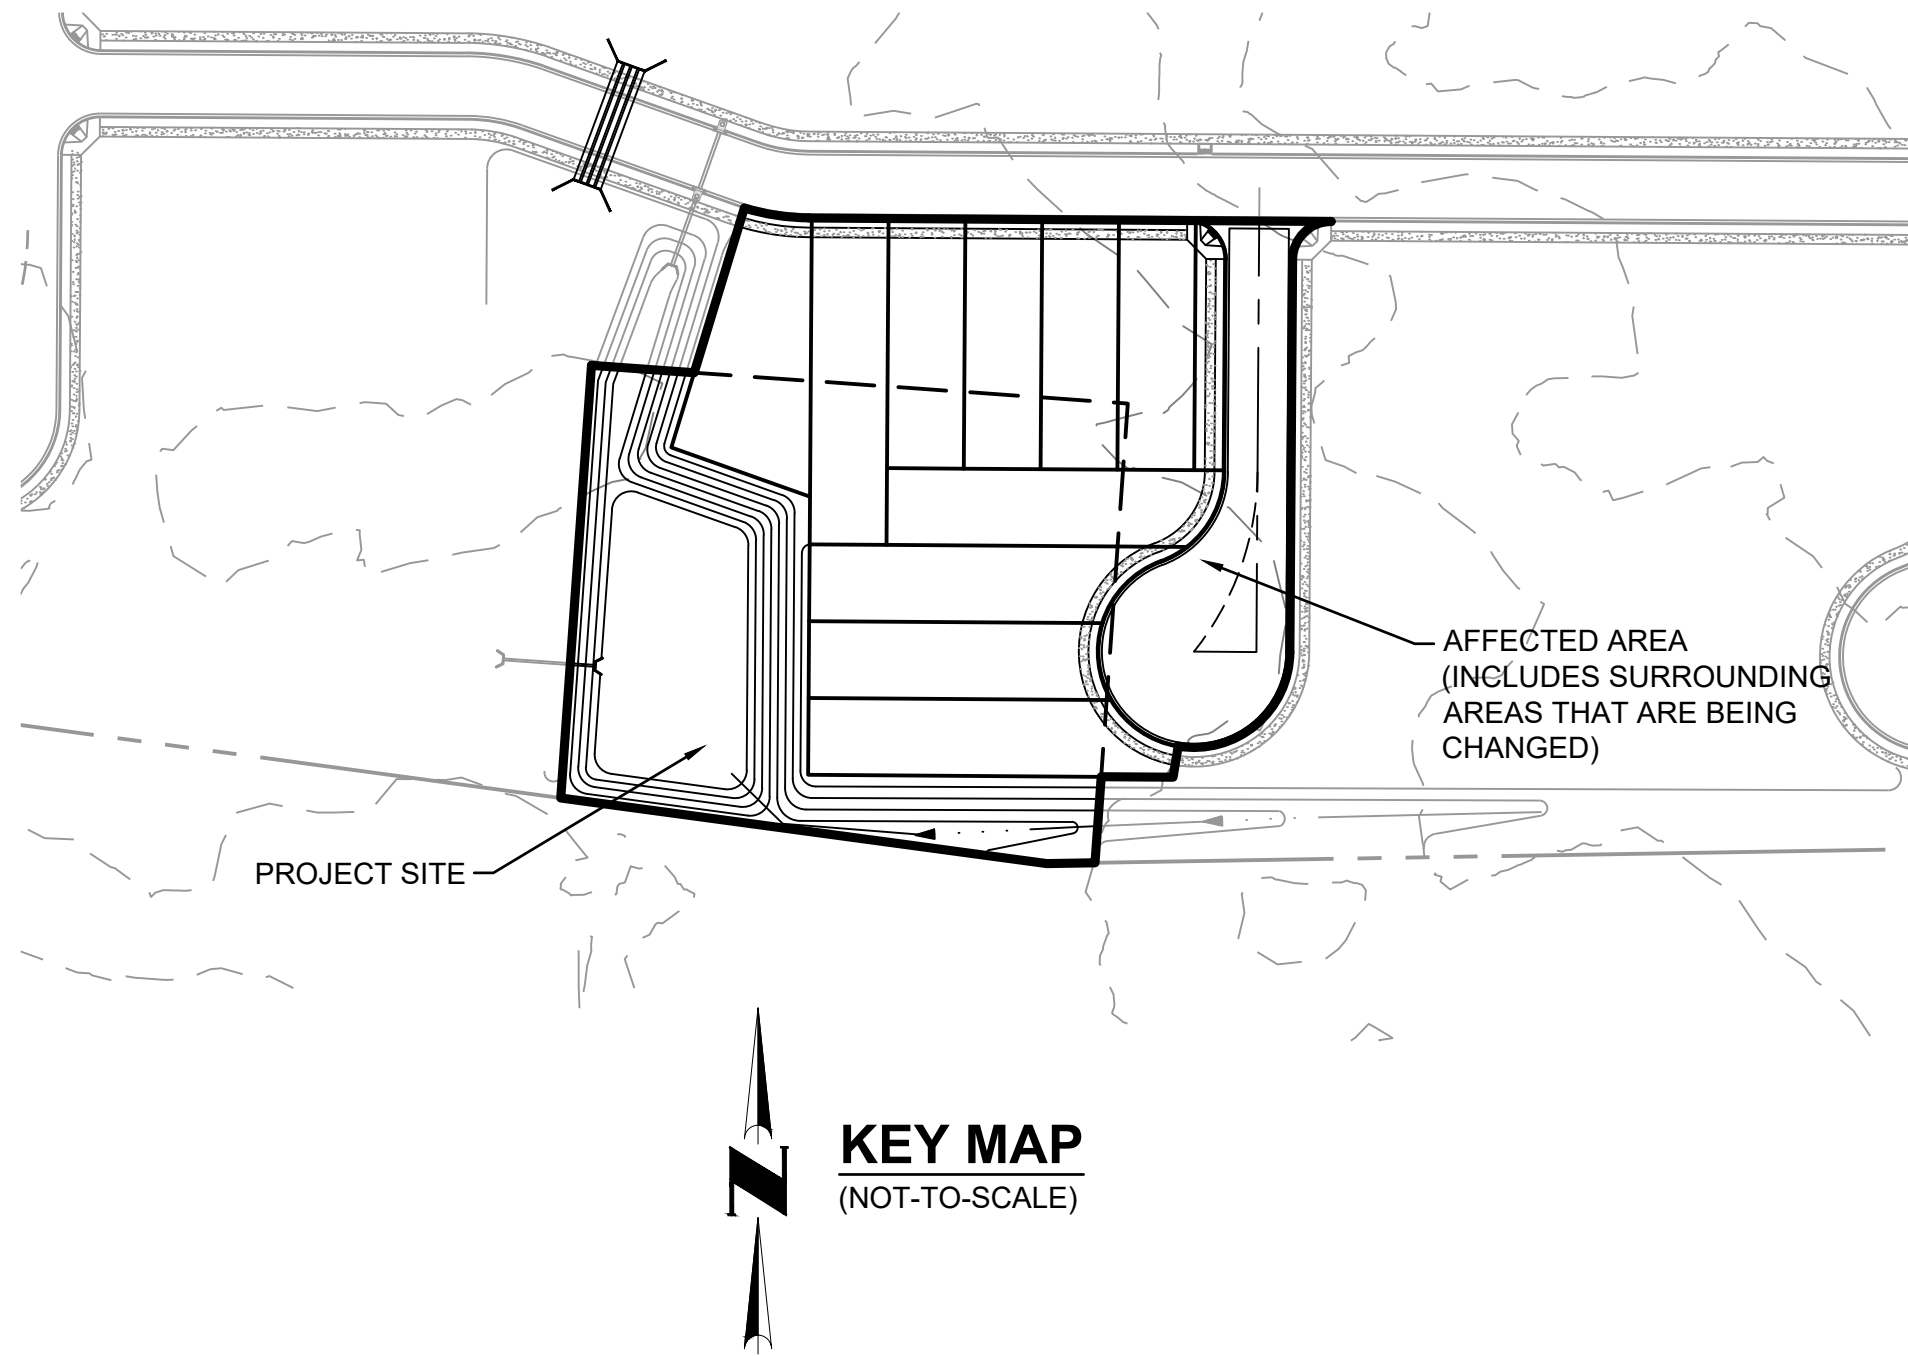 AFFECTED AREA
(INCLUDES SURROUNDING
AREAS THAT ARE BEING
CHANGED)
PROJECT SITE
N
KEY MAP
(NOT-TO-SCALE)